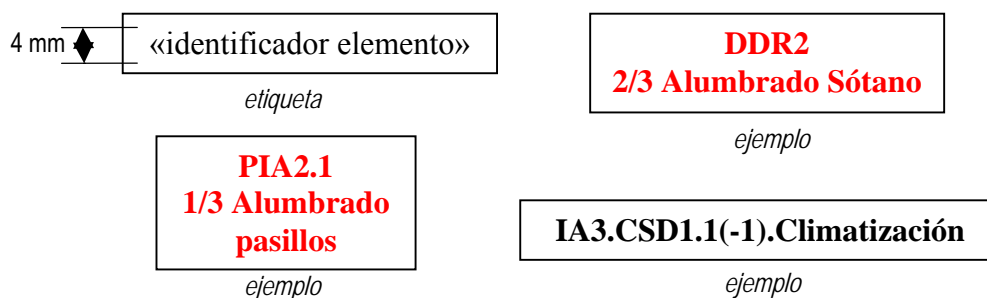 4 mm
«identificador elemento»
etiqueta
DDR2
2/3 Alumbrado Sótano
ejemplo
PIA2.1
1/3 Alumbrado
pasillos
ejemplo
IA3.CSD1.1(-1).Climatización
ejemplo